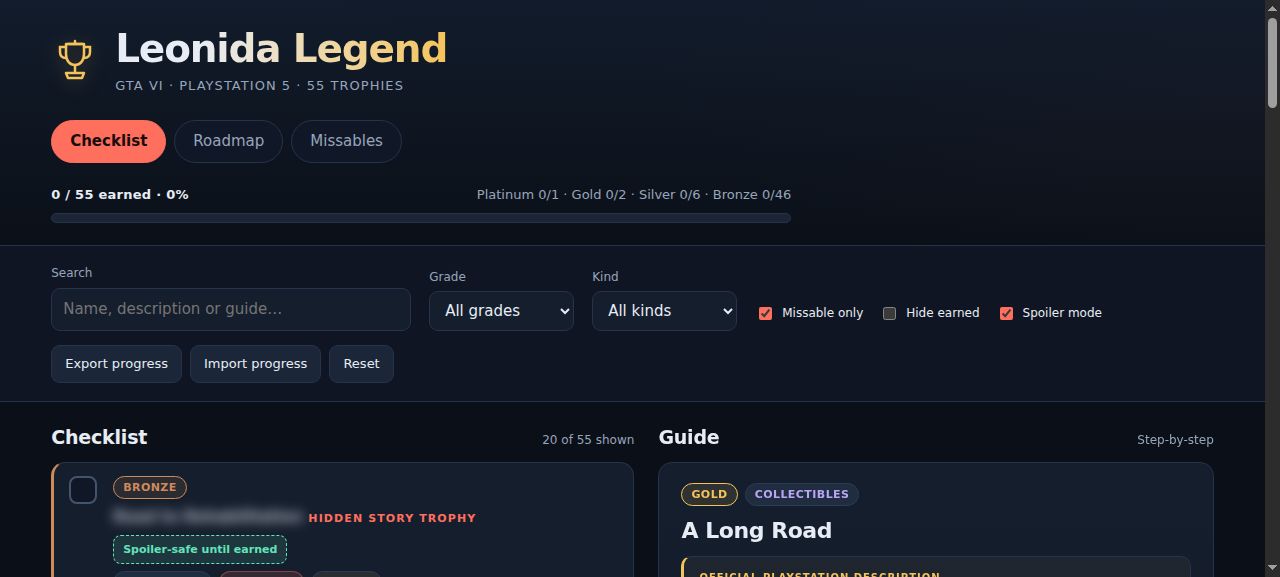 Leonida Legend
GTA VI · PLAYSTATION 5 · 55 TROPHIES
Checklist Roadmap Missables
0 / 55 earned · 0% Platinum 0/1 · Gold 0/2 · Silver 0/6 · Bronze 0/46
Search Grade Kind
Name, description or guide… All grades All kinds Missable only Hide earned Spoiler mode
Export progress Import progress Reset
Checklist 20 of 55 shown
Guide Step-by-step
BRONZE
HIDDEN STORY TROPHY
Spoiler-safe until earned
GOLD COLLECTIBLES
A Long Road
OFFICIAL PLAYSTATION DESCRIPTION